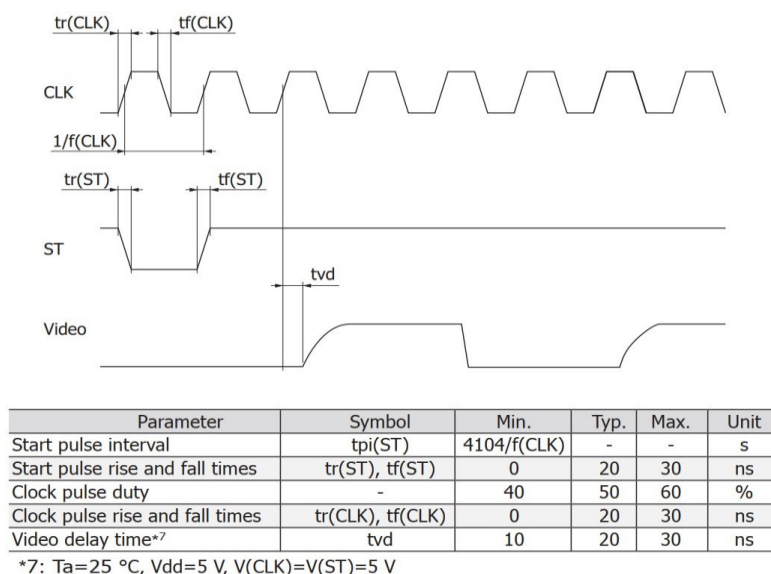 tr(CLK) tf(CLK)
CLK
1/f(CLK)
tr(ST) tf(ST)
ST
tvd
Video
Parameter Symbol Min. Typ. Max. Unit
Start pulse interval tpi(ST) 4104/f(CLK) - - s
Start pulse rise and fall times tr(ST), tf(ST) 0 20 30 ns
Clock pulse duty - 40 50 60 %
Clock pulse rise and fall times tr(CLK), tf(CLK) 0 20 30 ns
Video delay time*7 tvd 10 20 30 ns
*7: Ta=25 °C, Vdd=5 V, V(CLK)=V(ST)=5 V